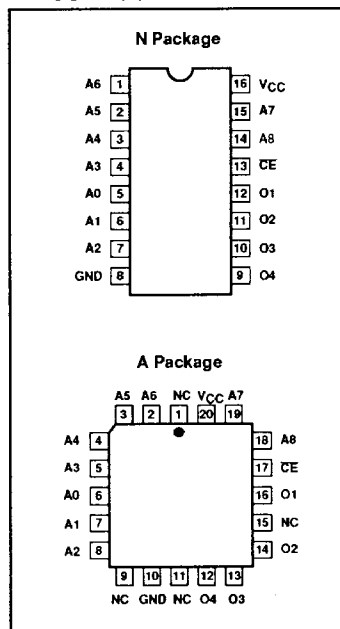 N Package
A6 1 16 VCC
A5 2 15 A7
A4 3 14 A8
A3 4 13 C̅E̅
A0 5 12 O1
A1 6 11 O2
A2 7 10 O3
GND 8 9 O4
A Package
A5 A6 NC VCC A7
3 2 1 20 19
A4 4 18 A8
A3 5 17 C̅E̅
A0 6 16 O1
A1 7 15 NC
A2 8 14 O2
9 10 11 12 13
NC GND NC O4 O3